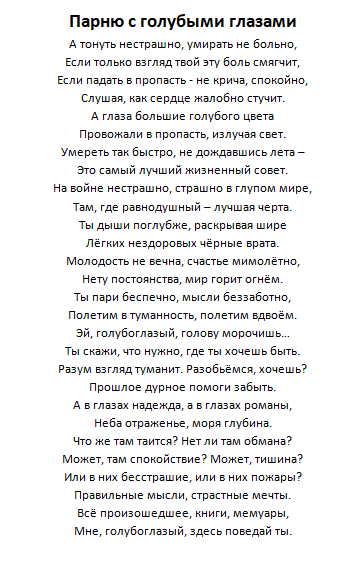 Парню с голубыми глазами
А тонуть нестрашно, умирать не больно,
Если только взгляд твой эту боль смягчит,
Если падать в пропасть - не крича, спокойно,
Слушая, как сердце жалобно стучит.
А глаза большие голубого цвета
Провожали в пропасть, излучая свет.
Умереть так быстро, не дождавшись лета –
Это самый лучший жизненный совет.
На войне нестрашно, страшно в глупом мире,
Там, где равнодушный – лучшая черта.
Ты дыши поглубже, раскрывая шире
Лёгких нездоровых чёрные врата.
Молодость не вечна, счастье мимолётно,
Нету постоянства, мир горит огнём.
Ты пари беспечно, мысли беззаботно,
Полетим в туманность, полетим вдвоём.
Эй, голубоглазый, голову морочишь…
Ты скажи, что нужно, где ты хочешь быть.
Разум взгляд туманит. Разобьёмся, хочешь?
Прошлое дурное помоги забыть.
А в глазах надежда, а в глазах романы,
Неба отраженье, моря глубина.
Что же там таится? Нет ли там обмана?
Может, там спокойствие? Может, тишина?
Или в них бесстрашие, или в них пожары?
Правильные мысли, страстные мечты.
Всё произошедшее, книги, мемуары,
Мне, голубоглазый, здесь поведай ты.